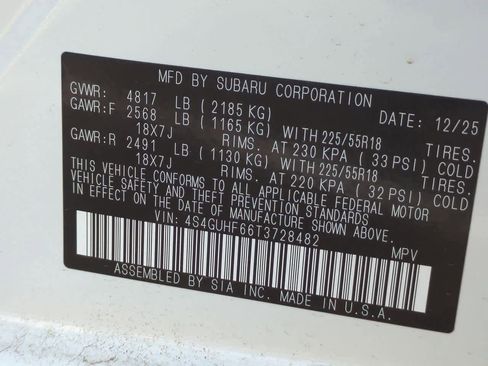 MFD BY SUBARU CORPORATION
GVWR: 4817 LB (2185 KG) DATE: 12/25
GAWR:F 2568 LB (1165 KG) WITH 225/55R18 TIRES.
18X7J RIMS. AT 230 KPA (33 PSI) COLD
GAWR:R 2491 LB (1130 KG) WITH 225/55R18 TIRES.
18X7J RIMS. AT 220 KPA (32 PSI) COLD
THIS VEHICLE CONFORMS TO ALL APPLICABLE FEDERAL MOTOR
VEHICLE SAFETY AND THEFT PREVENTION STANDARDS
IN EFFECT ON THE DATE OF MANUFACTURE SHOWN ABOVE.
VIN: 4S4GUHF66T3728482 MPV
ASSEMBLED BY SIA INC. MADE IN U.S.A.